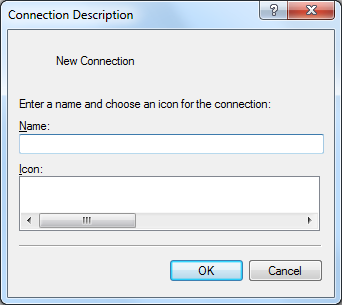 Connection Description
?
New Connection
Enter a name and choose an icon for the connection:
Name:
Icon:
OK
Cancel